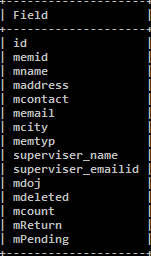 Field
id
memid
mname
maddress
mcontact
memail
mcity
memtyp
superviser_name
superviser_emailid
mdoj
mdeleted
mcount
mReturn
mPending